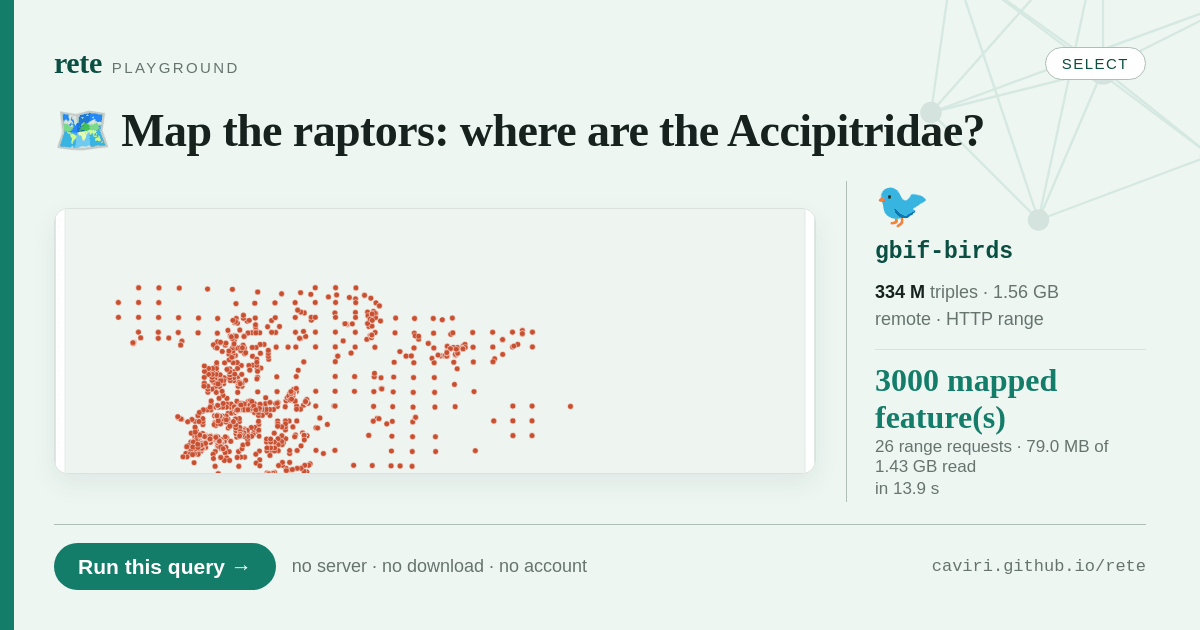 rete PLAYGROUND
SELECT
Map the raptors: where are the Accipitridae?
gbif-birds
334 M triples · 1.56 GB
remote · HTTP range
3000 mapped
feature(s)
26 range requests · 79.0 MB of
1.43 GB read
in 13.9 s
Run this query →
no server · no download · no account
caviri.github.io/rete